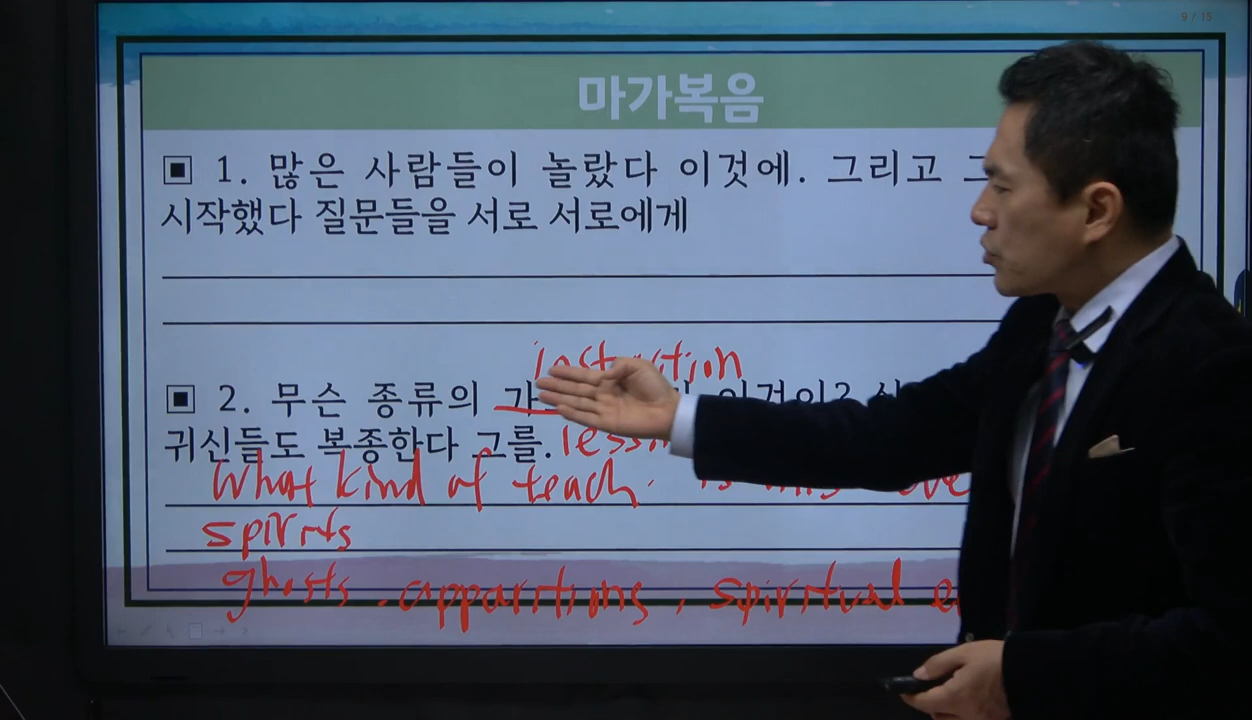 9 / 15
마가복음
▣ 1. 많은 사람들이 놀랐다 이것에. 그리고 그
시작했다 질문들을 서로 서로에게
instruction
▣ 2. 무슨 종류의
귀신들도 복종한다 그를.
What kind of teach. is this
spirits
ghosts . apparitions , spiritual